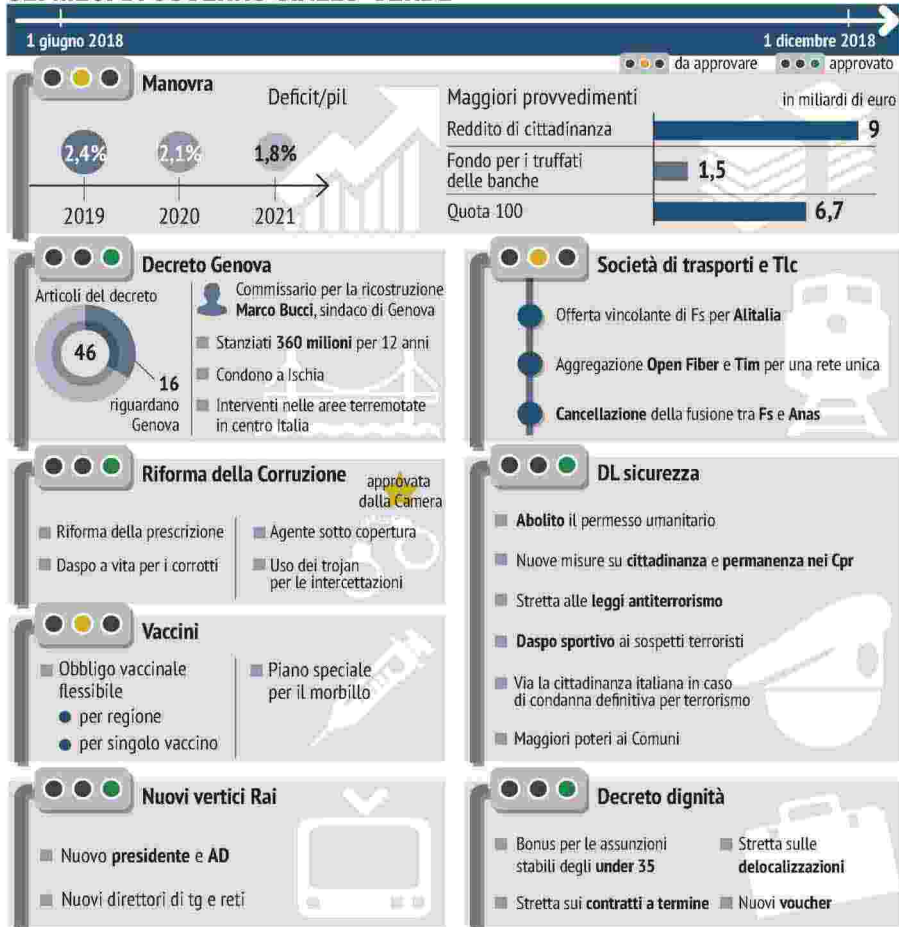 1 giugno 2018
1 dicembre 2018
da approvare
approvato
Manovra
Deficit/pil
2,4%
2,1%
1,8%
2019
2020
2021
Maggiori provvedimenti
in miliardi di euro
Reddito di cittadinanza
9
Fondo per i truffati
delle banche
1,5
Quota 100
6,7
Decreto Genova
Articoli del decreto
46
16
riguardano
Genova
Commissario per la ricostruzione
Marco Bucci, sindaco di Genova
Stanziati 360 milioni per 12 anni
Condono a Ischia
Interventi nelle aree terremotate
in centro Italia
Società di trasporti e Tlc
Offerta vincolante di Fs per Alitalia
Aggregazione Open Fiber e Tim per una rete unica
Cancellazione della fusione tra Fs e Anas
Riforma della Corruzione
approvata
dalla Camera
Riforma della prescrizione
Daspo a vita per i corrotti
Agente sotto copertura
Uso dei trojan
per le intercettazioni
DL sicurezza
Abolito il permesso umanitario
Nuove misure su cittadinanza e permanenza nei Cpr
Stretta alle leggi antiterrorismo
Daspo sportivo ai sospetti terroristi
Via la cittadinanza italiana in caso
di condanna definitiva per terrorismo
Maggiori poteri ai Comuni
Vaccini
Obbligo vaccinale
flessibile
per regione
per singolo vaccino
Piano speciale
per il morbillo
Nuovi vertici Rai
Nuovo presidente e AD
Nuovi direttori di tg e reti
Decreto dignità
Bonus per le assunzioni
stabili degli under 35
Stretta sui contratti a termine
Stretta sulle
delocalizzazioni
Nuovi voucher